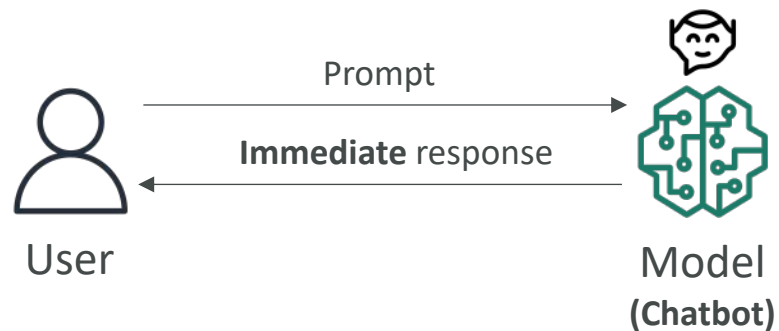 Prompt
Immediate response
User
Model
(Chatbot)